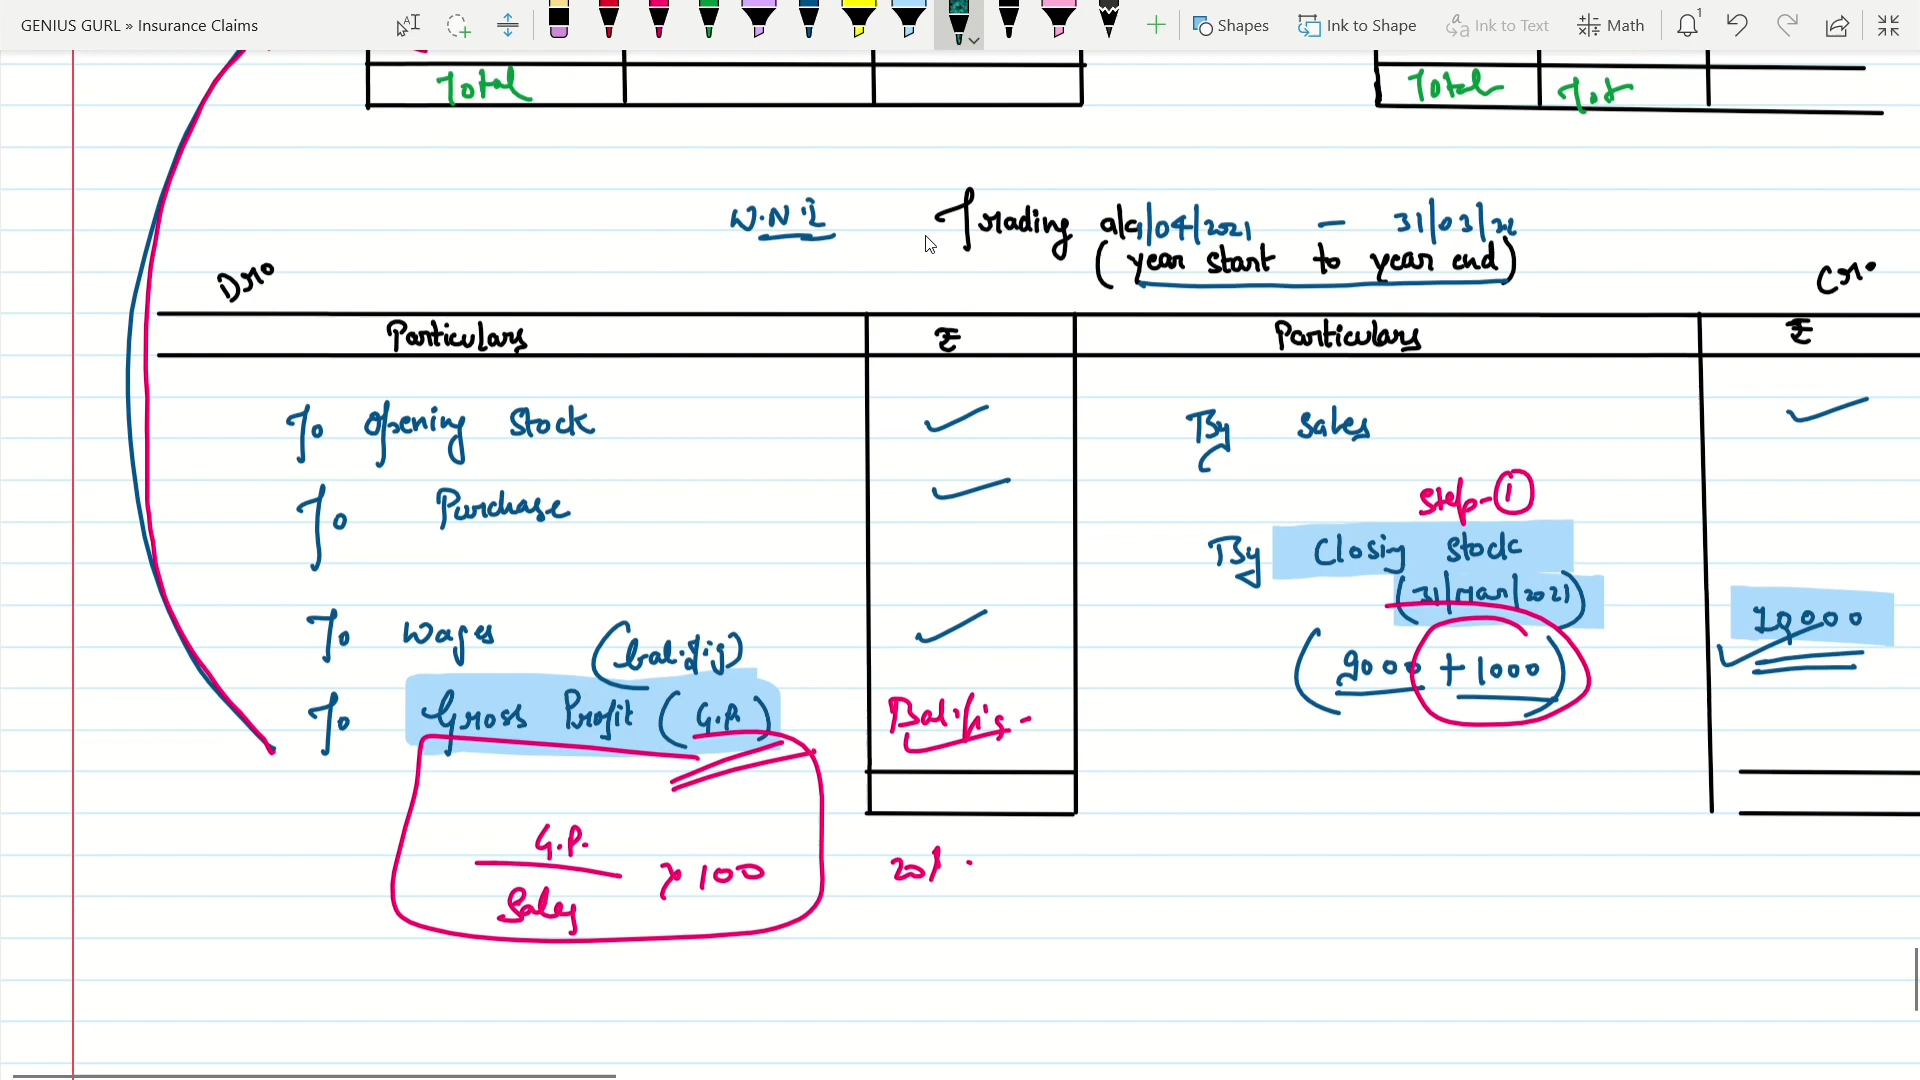 GENIUS GURL » Insurance Claims
Shapes Ink to Shape Ink to Text Math 1
Total
Total Tot
W.N.1 Trading a/c 1/04/2021 - 31/03/22
(year start to year end)
Dr. Cr.
Particulars ₹ Particulars ₹
To opening Stock
By Sales
To Purchase
Step-1
By Closing Stock
(31/Mar/2021)
10000
To Wages
(bal.fig)
(9000 + 1000)
To Gross Profit (G.P.)
Bal.fig.
G.P.
Sales
× 100
20%.